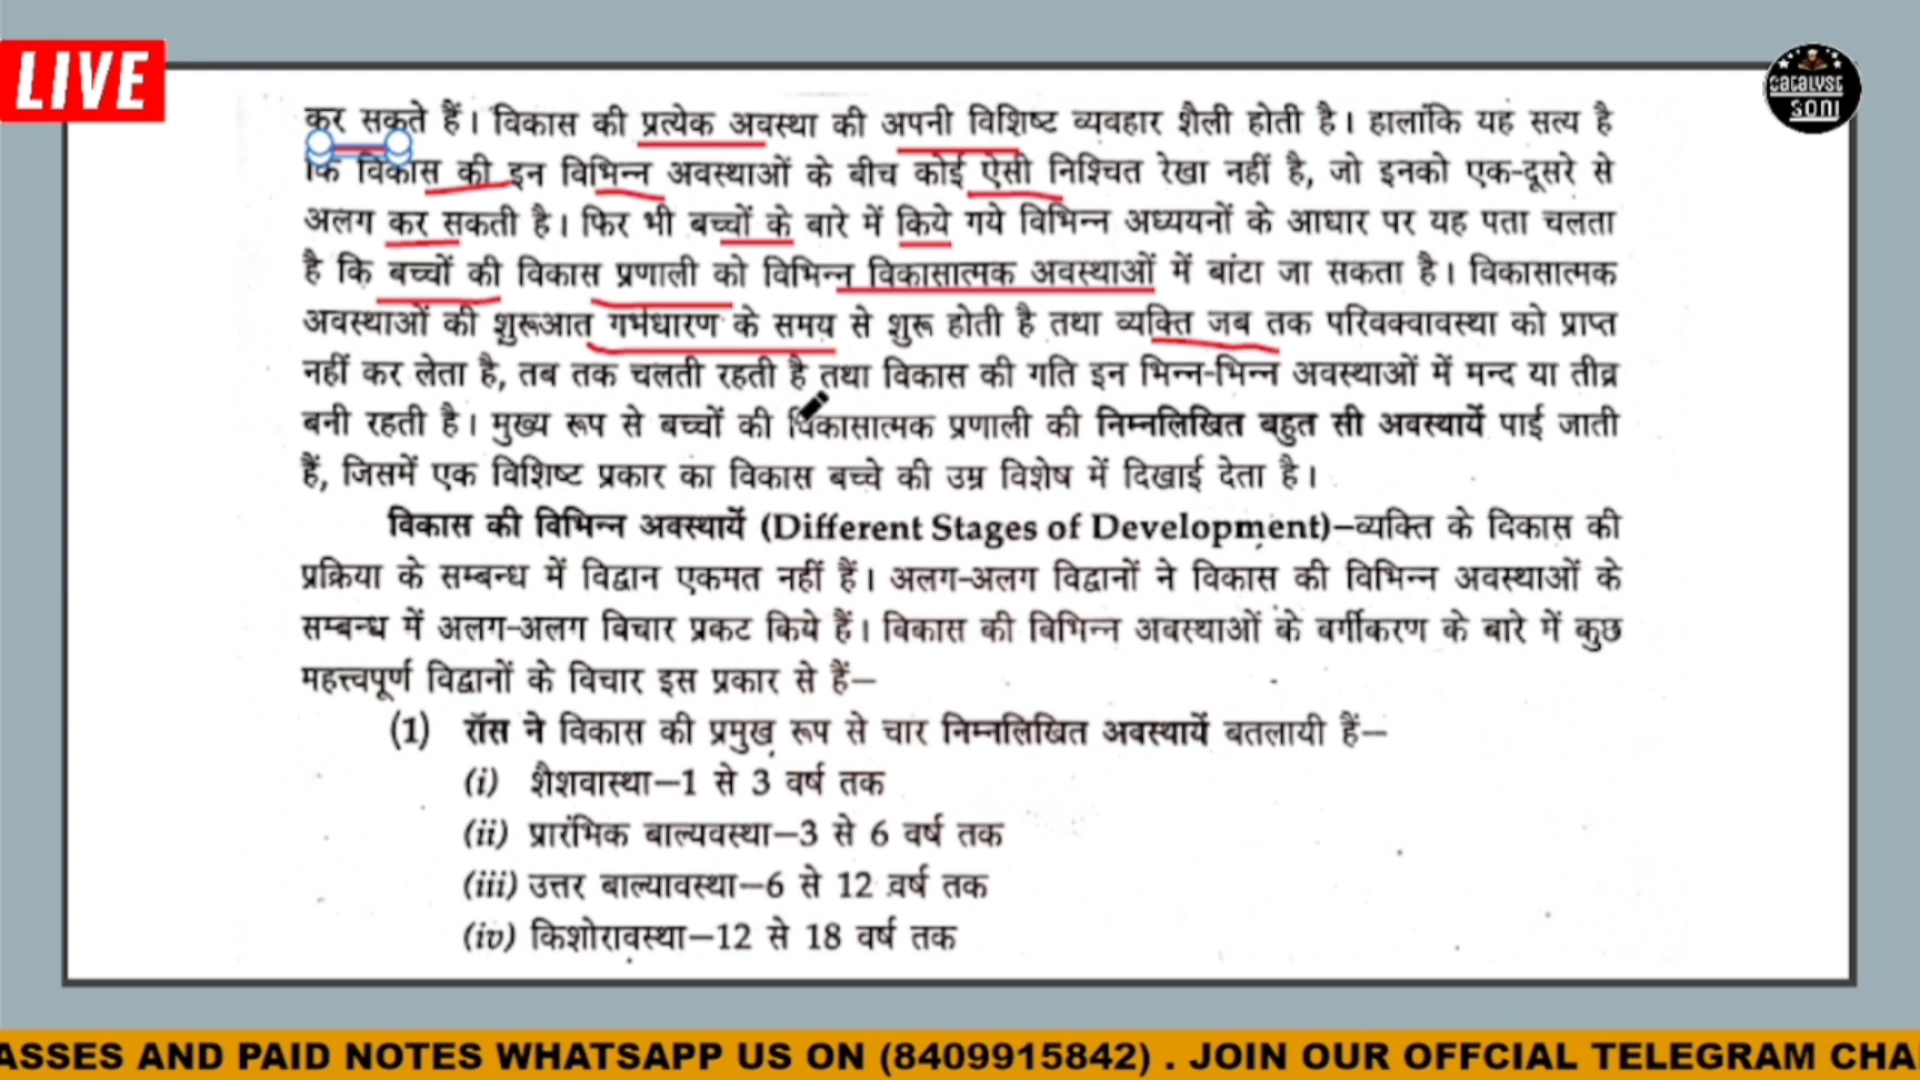 LIVE
catalyst
SONI
कर सकते हैं। विकास की प्रत्येक अवस्था की अपनी विशिष्ट व्यवहार शैली होती है। हालांकि यह सत्य है
कि विकास की इन विभिन्न अवस्थाओं के बीच कोई ऐसी निश्चित रेखा नहीं है, जो इनको एक-दूसरे से
अलग कर सकती है। फिर भी बच्चों के बारे में किये गये विभिन्न अध्ययनों के आधार पर यह पता चलता
है कि बच्चों की विकास प्रणाली को विभिन्न विकासात्मक अवस्थाओं में बांटा जा सकता है। विकासात्मक
अवस्थाओं की शुरूआत गर्भधारण के समय से शुरू होती है तथा व्यक्ति जब तक परिवक्वावस्था को प्राप्त
नहीं कर लेता है, तब तक चलती रहती है तथा विकास की गति इन भिन्न-भिन्न अवस्थाओं में मन्द या तीव्र
बनी रहती है। मुख्य रूप से बच्चों की विकासात्मक प्रणाली की निम्नलिखित बहुत सी अवस्थायें पाई जाती
हैं, जिसमें एक विशिष्ट प्रकार का विकास बच्चे की उम्र विशेष में दिखाई देता है।
विकास की विभिन्न अवस्थायें (Different Stages of Development)–व्यक्ति के विकास की
प्रक्रिया के सम्बन्ध में विद्वान एकमत नहीं हैं। अलग-अलग विद्वानों ने विकास की विभिन्न अवस्थाओं के
सम्बन्ध में अलग-अलग विचार प्रकट किये हैं। विकास की विभिन्न अवस्थाओं के वर्गीकरण के बारे में कुछ
महत्त्वपूर्ण विद्वानों के विचार इस प्रकार से हैं–
(1) रॉस ने विकास की प्रमुख रूप से चार निम्नलिखित अवस्थायें बतलायी हैं–
(i) शैशवास्था–1 से 3 वर्ष तक
(ii) प्रारंभिक बाल्यवस्था–3 से 6 वर्ष तक
(iii) उत्तर बाल्यावस्था–6 से 12 वर्ष तक
(iv) किशोरावस्था–12 से 18 वर्ष तक
ASSES AND PAID NOTES WHATSAPP US ON (8409915842) . JOIN OUR OFFCIAL TELEGRAM CHA